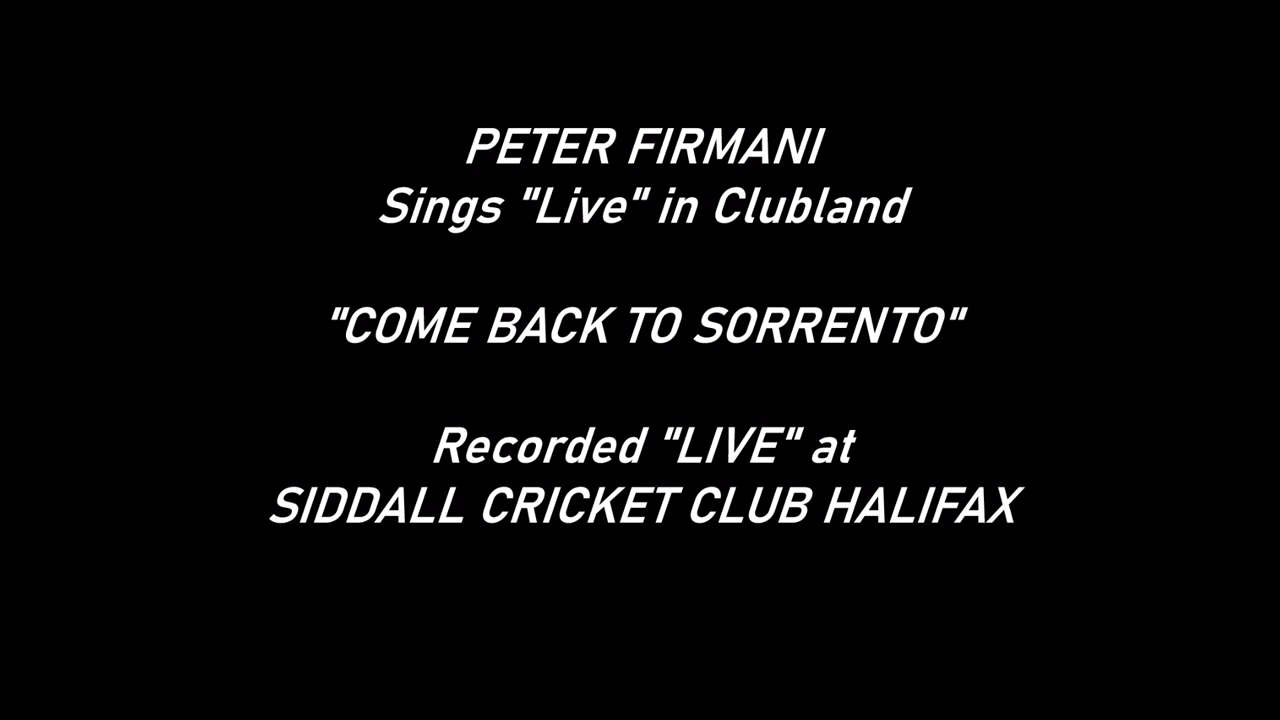 PETER FIRMANI
Sings "Live" in Clubland
"COME BACK TO SORRENTO"
Recorded "LIVE" at
SIDDALL CRICKET CLUB HALIFAX